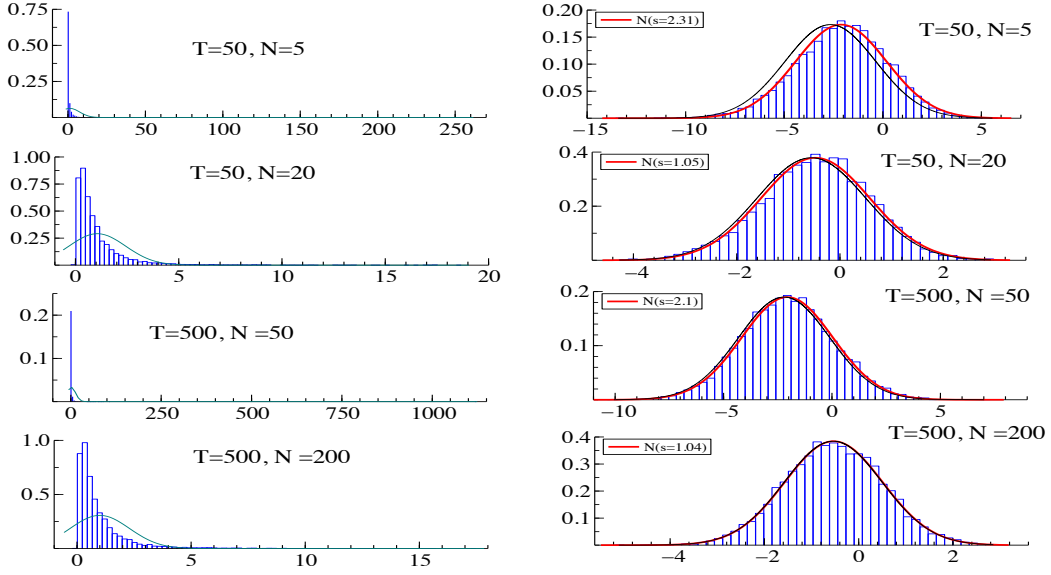 0.75
0.50
0.25
T=50, N=5
0 50 100 150 200 250
0.20
0.15
0.10
0.05
N(s=2.31)
T=50, N=5
−15 −10 −5 0 5
1.00
0.75
0.50
0.25
T=50, N=20
0 5 10 15 20
0.4
0.2
N(s=1.05)
T=50, N=20
−4 −2 0 2
0.2
0.1
T=500, N =50
0 250 500 750 1000
0.2
0.1
N(s=2.1)
T=500, N =50
−10 −5 0 5
1.0
0.5
T=500, N =200
0 5 10 15
0.4
0.3
0.2
0.1
N(s=1.04)
T=500, N =200
−4 −2 0 2